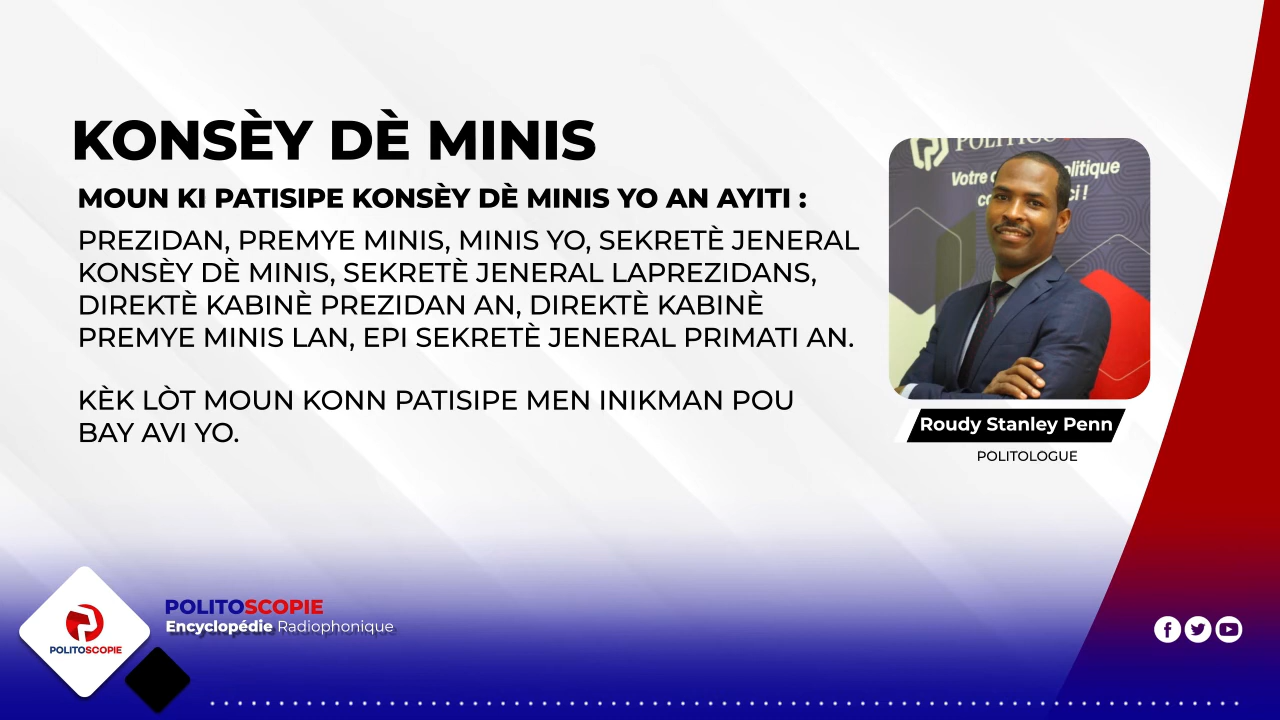 KONSÈY DÈ MINIS
MOUN KI PATISIPE KONSÈY DÈ MINIS YO AN AYITI :
PREZIDAN, PREMYE MINIS, MINIS YO, SEKRETÈ JENERAL
KONSÈY DÈ MINIS, SEKRETÈ JENERAL LAPREZIDANS,
DIREKTÈ KABINÈ PREZIDAN AN, DIREKTÈ KABINÈ
PREMYE MINIS LAN, EPI SEKRETÈ JENERAL PRIMATI AN.
KÈK LÒT MOUN KONN PATISIPE MEN INIKMAN POU
BAY AVI YO.
Votre
olitique
ci !
Roudy Stanley Penn
POLITOLOGUE
POLITOSCOPIE
Encyclopédie Radiophonique
POLITOSCOPIE